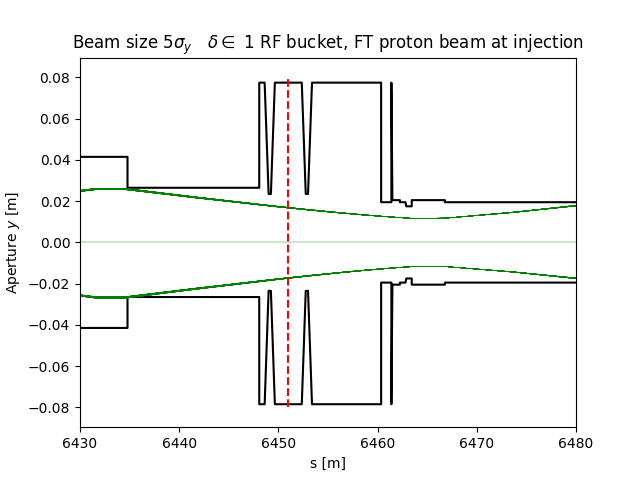 Beam size 5σy δ∈ 1 RF bucket, FT proton beam at injection
0.08
0.06
0.04
0.02
0.00
−0.02
−0.04
−0.06
−0.08
Aperture y [m]
6430 6440 6450 6460 6470 6480
s [m]